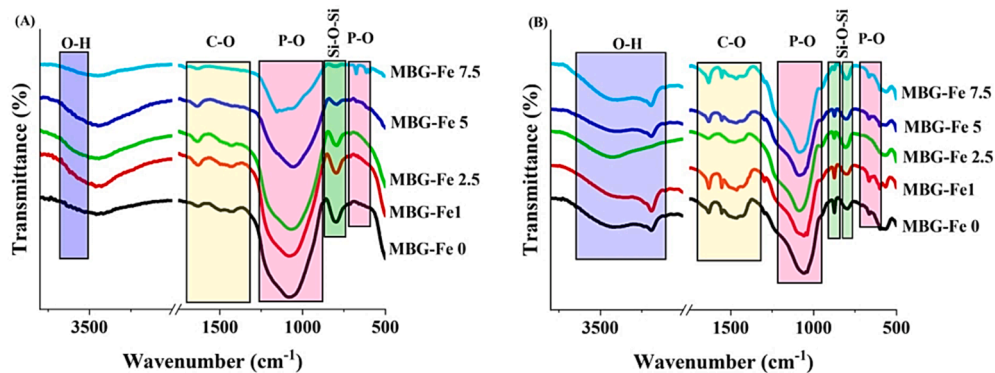 (A)
O-H
C-O
P-O
Si-O-Si
P-O
MBG-Fe 7.5
MBG-Fe 5
MBG-Fe 2.5
MBG-Fe1
MBG-Fe 0
Transmittance (%)
3500
1500
1000
500
Wavenumber (cm-1)
(B)
O-H
C-O
P-O
Si-O-Si
P-O
MBG-Fe 7.5
MBG-Fe 5
MBG-Fe 2.5
MBG-Fe1
MBG-Fe 0
Transmittance (%)
3500
1500
1000
500
Wavenumber (cm-1)